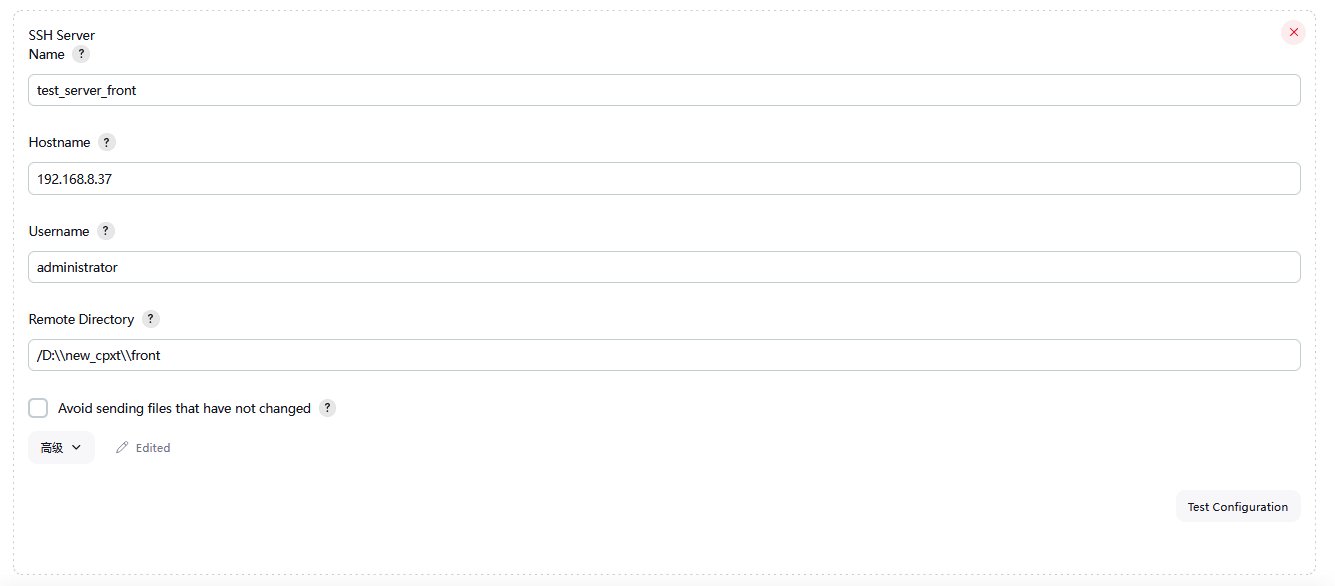 SSH Server
Name ?
test_server_front
Hostname ?
192.168.8.37
Username ?
administrator
Remote Directory ?
/D:\\new_cpxt\\front
Avoid sending files that have not changed ?
高级 Edited
Test Configuration